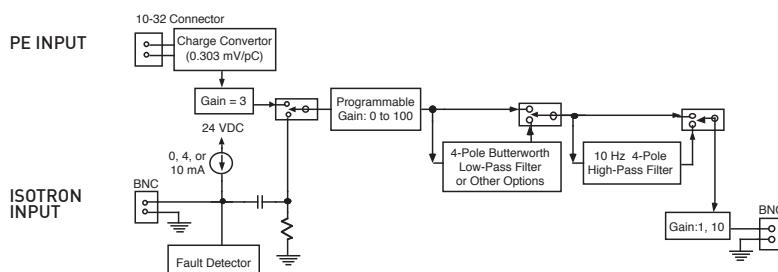 10-32 Connector
PE INPUT
Charge Convertor
(0.303 mV/pC)
Gain = 3
Programmable
Gain: 0 to 100
24 VDC
0, 4, or
10 mA
4-Pole Butterworth
Low-Pass Filter
or Other Options
10 Hz 4-Pole
High-Pass Filter
ISOTRON
INPUT
BNC
BNC
Gain:1, 10
Fault Detector